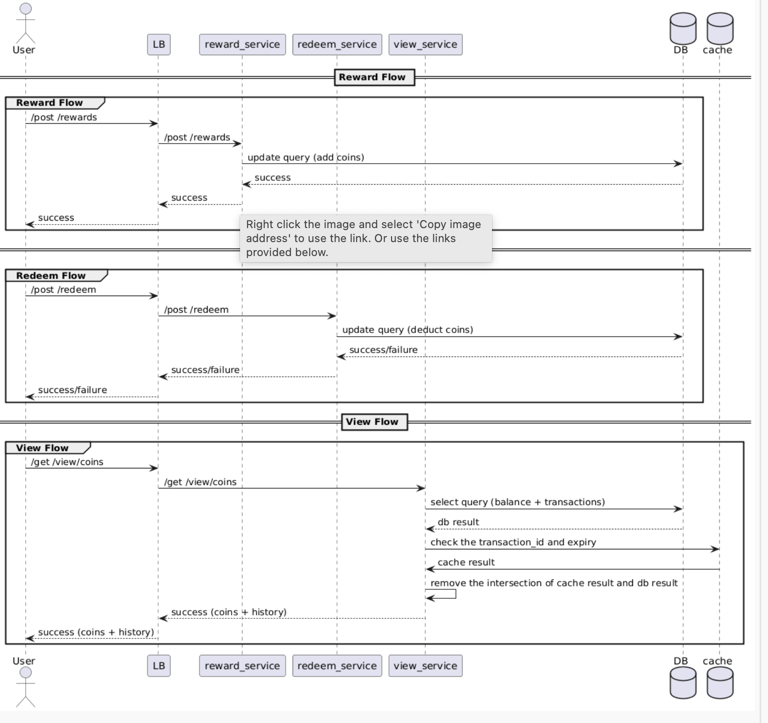 User
LB
reward_service
redeem_service
view_service
DB
cache
Reward Flow
Reward Flow
/post /rewards
/post /rewards
update query (add coins)
success
success
success
Right click the image and select 'Copy image
address' to use the link. Or use the links
provided below.
Redeem Flow
/post /redeem
/post /redeem
update query (deduct coins)
success/failure
success/failure
success/failure
View Flow
View Flow
/get /view/coins
/get /view/coins
select query (balance + transactions)
db result
check the transaction_id and expiry
cache result
remove the intersection of cache result and db result
success (coins + history)
success (coins + history)
User
LB
reward_service
redeem_service
view_service
DB
cache